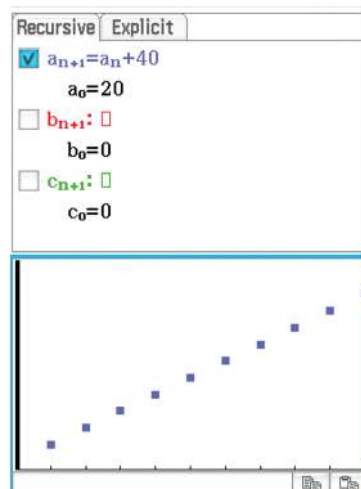 Recursive Explicit
aₙ₊₁=aₙ+40
a₀=20
bₙ₊₁: □
b₀=0
cₙ₊₁: □
c₀=0